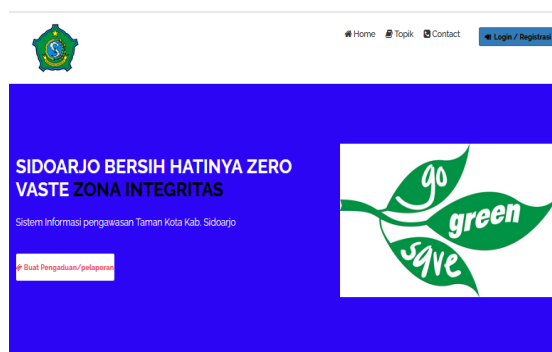 Home Topik Contact Login / Registrasi
SIDOARJO BERSIH HATINYA ZERO
VASTE ZONA INTEGRITAS
Sistem Informasi pengawasan Taman Kota Kab. Sidoarjo
Buat Pengaduan/pelaporan
go
green
save